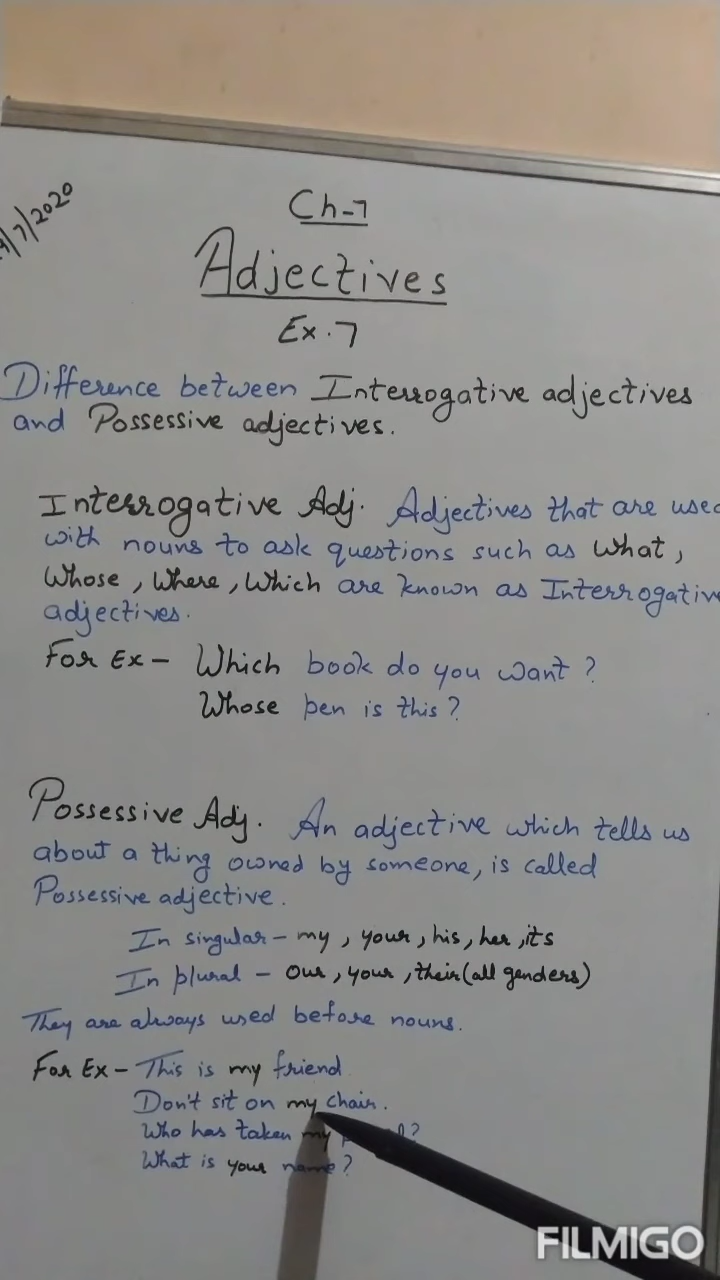 /7/2020
Ch-7
Adjectives
Ex.7
Difference between Interrogative adjectives
and Possessive adjectives.
Interrogative Adj. Adjectives that are used
with nouns to ask questions such as What,
Whose, Where, Which are known as Interrogative
adjectives.
For Ex - Which book do you want?
Whose pen is this?
Possessive Adj. An adjective which tells us
about a thing owned by someone, is called
Possessive adjective.
In singular - my, your, his, her, its
In plural - our, your, their (all genders)
They are always used before nouns.
For Ex - This is my friend
Don't sit on my chair.
Who has taken my ?
What is your name?
FILMIGO